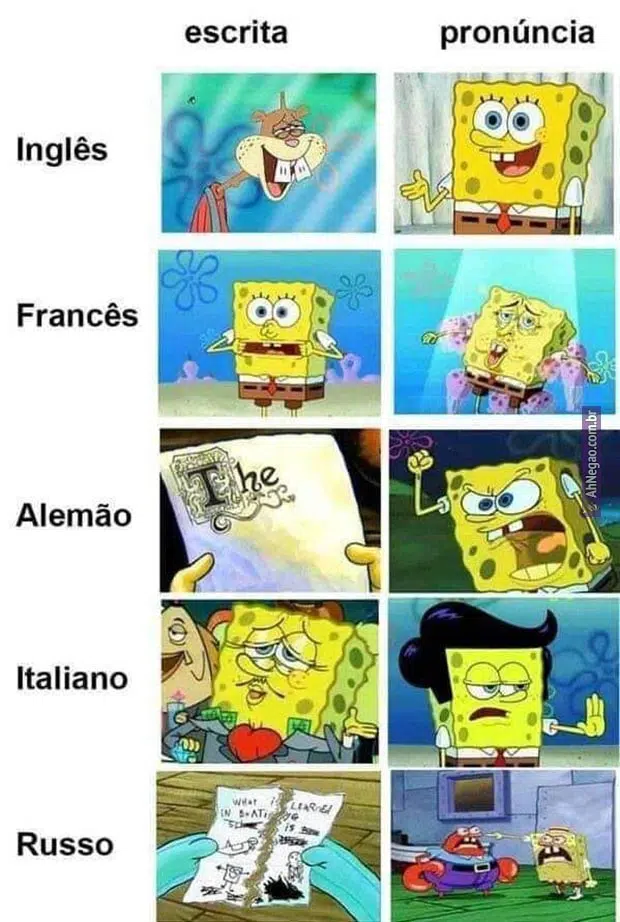 escrita pronúncia
Inglês
Francês
AhNegao.com.br
Alemão
The
Italiano
WHAT I LEARNED
IN BOATING
IS
Russo